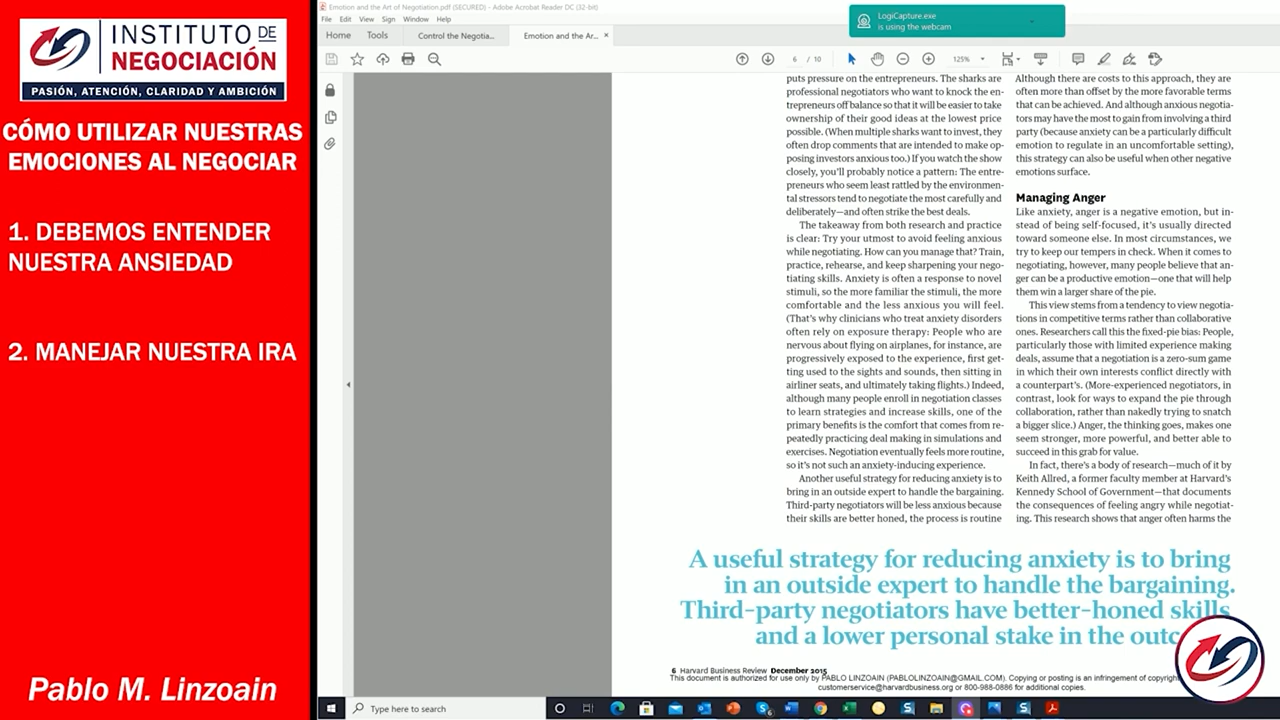 INSTITUTO DE
NEGOCIACIÓN
PASIÓN, ATENCIÓN, CLARIDAD Y AMBICIÓN
CÓMO UTILIZAR NUESTRAS
EMOCIONES AL NEGOCIAR
1. DEBEMOS ENTENDER
NUESTRA ANSIEDAD
2. MANEJAR NUESTRA IRA
Pablo M. Linzoain
Emotion and the Art of Negotiation.pdf (SECURED) - Adobe Acrobat Reader DC (32-bit)
File Edit View Sign Window Help
Home Tools Control the Negotia... Emotion and the Ar... ×
LogiCapture.exe
is using the webcam
6 / 10 125%
puts pressure on the entrepreneurs. The sharks are
professional negotiators who want to knock the en-
trepreneurs off balance so that it will be easier to take
ownership of their good ideas at the lowest price
possible. (When multiple sharks want to invest, they
often drop comments that are intended to make op-
posing investors anxious too.) If you watch the show
closely, you'll probably notice a pattern: The entre-
preneurs who seem least rattled by the environmen-
tal stressors tend to negotiate the most carefully and
deliberately—and often strike the best deals.
The takeaway from both research and practice
is clear: Try your utmost to avoid feeling anxious
while negotiating. How can you manage that? Train,
practice, rehearse, and keep sharpening your nego-
tiating skills. Anxiety is often a response to novel
stimuli, so the more familiar the stimuli, the more
comfortable and the less anxious you will feel.
(That's why clinicians who treat anxiety disorders
often rely on exposure therapy: People who are
nervous about flying on airplanes, for instance, are
progressively exposed to the experience, first get-
ting used to the sights and sounds, then sitting in
airliner seats, and ultimately taking flights.) Indeed,
although many people enroll in negotiation classes
to learn strategies and increase skills, one of the
primary benefits is the comfort that comes from re-
peatedly practicing deal making in simulations and
exercises. Negotiation eventually feels more routine,
so it's not such an anxiety-inducing experience.
Another useful strategy for reducing anxiety is to
bring in an outside expert to handle the bargaining.
Third-party negotiators will be less anxious because
their skills are better honed, the process is routine
Although there are costs to this approach, they are
often more than offset by the more favorable terms
that can be achieved. And although anxious negotia-
tors may have the most to gain from involving a third
party (because anxiety can be a particularly difficult
emotion to regulate in an uncomfortable setting),
this strategy can also be useful when other negative
emotions surface.
Managing Anger
Like anxiety, anger is a negative emotion, but in-
stead of being self-focused, it's usually directed
toward someone else. In most circumstances, we
try to keep our tempers in check. When it comes to
negotiating, however, many people believe that an-
ger can be a productive emotion—one that will help
them win a larger share of the pie.
This view stems from a tendency to view negotia-
tions in competitive terms rather than collaborative
ones. Researchers call this the fixed-pie bias: People,
particularly those with limited experience making
deals, assume that a negotiation is a zero-sum game
in which their own interests conflict directly with
a counterpart's. (More-experienced negotiators, in
contrast, look for ways to expand the pie through
collaboration, rather than nakedly trying to snatch
a bigger slice.) Anger, the thinking goes, makes one
seem stronger, more powerful, and better able to
succeed in this grab for value.
In fact, there's a body of research—much of it by
Keith Allred, a former faculty member at Harvard's
Kennedy School of Government—that documents
the consequences of feeling angry while negotiat-
ing. This research shows that anger often harms the
A useful strategy for reducing anxiety is to bring
in an outside expert to handle the bargaining.
Third-party negotiators have better-honed skills
and a lower personal stake in the
6 Harvard Business Review December 2015
This document is authorized for use only by PABLO LINZOAIN (PABLOLINZOAIN@GMAIL.COM). Copying or posting is an infringement of
customerservice@harvardbusiness.org or 800-988-0886 for additional copies.
Type here to search